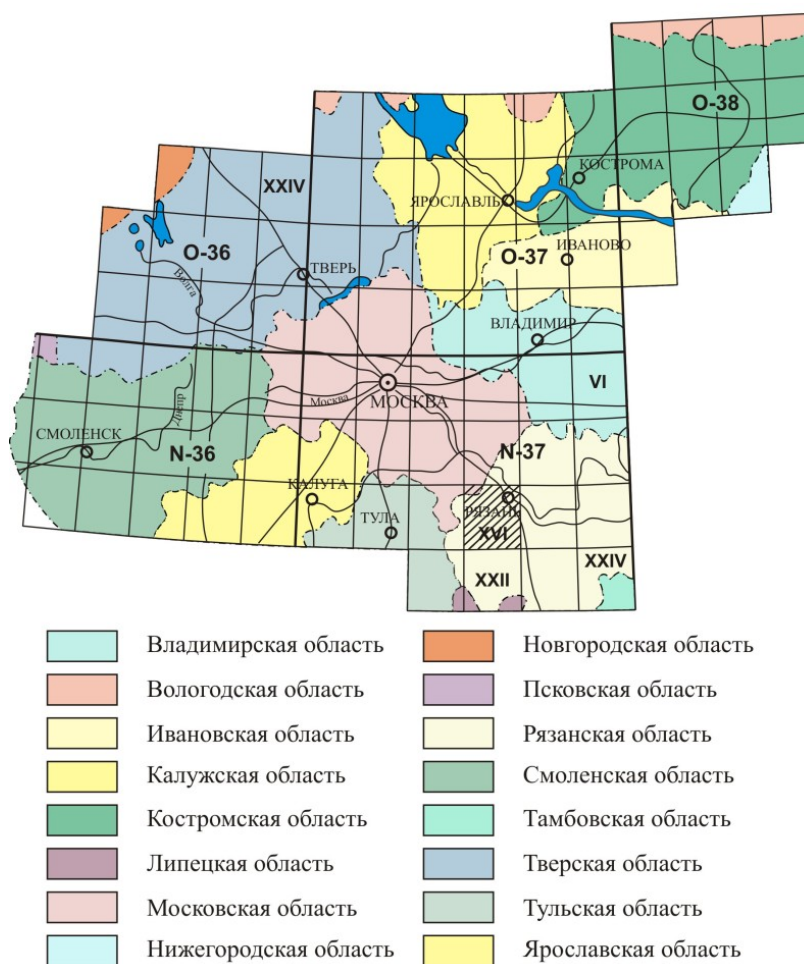 O-38
XXIV
КОСТРОМА
ЯРОСЛАВЛЬ
O-36
O-37
ИВАНОВО
ТВЕРЬ
Волга
ВЛАДИМИР
VI
Москва
МОСКВА
Днепр
СМОЛЕНСК
N-36
N-37
КАЛУГА
РЯЗАНЬ
ТУЛА
XVI
XXII
XXIV
Владимирская область
Вологодская область
Ивановская область
Калужская область
Костромская область
Липецкая область
Московская область
Нижегородская область
Новгородская область
Псковская область
Рязанская область
Смоленская область
Тамбовская область
Тверская область
Тульская область
Ярославская область